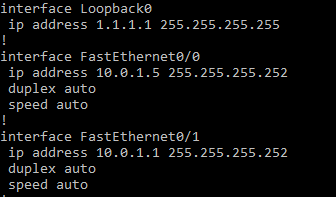 interface Loopback0
 ip address 1.1.1.1 255.255.255.255
!
interface FastEthernet0/0
 ip address 10.0.1.5 255.255.255.252
 duplex auto
 speed auto
!
interface FastEthernet0/1
 ip address 10.0.1.1 255.255.255.252
 duplex auto
 speed auto